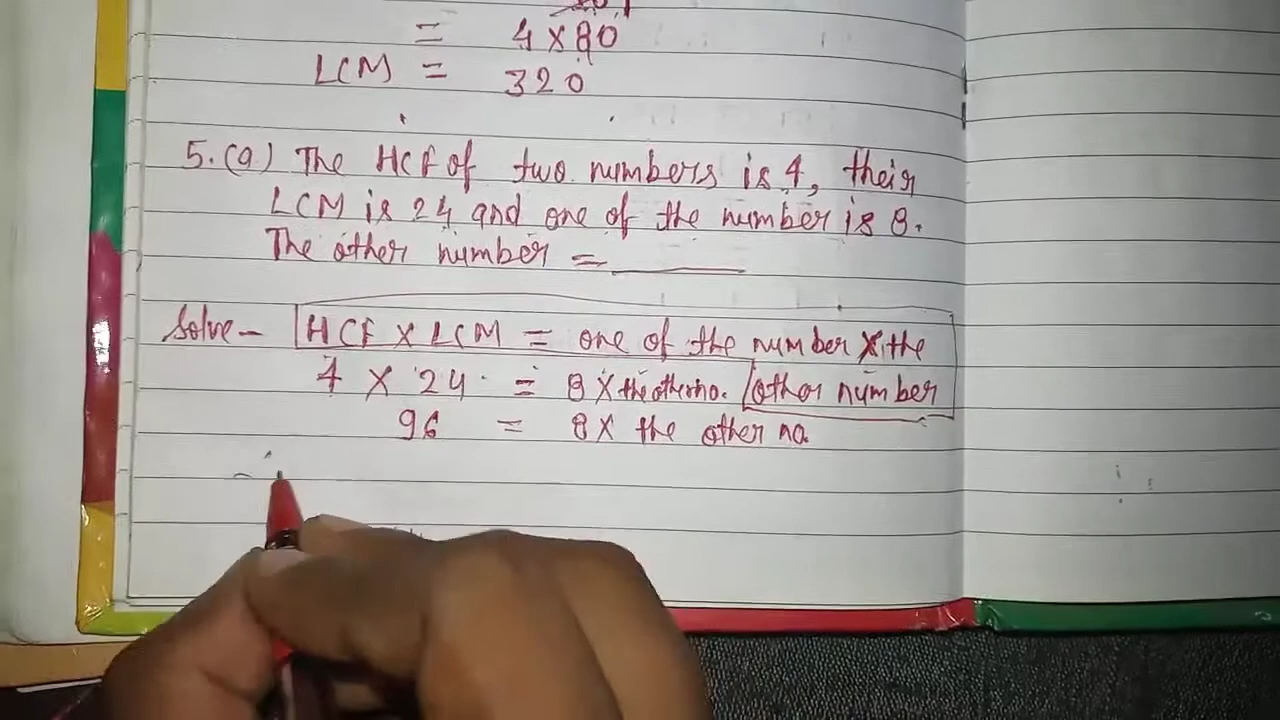 = 4 × 80
LCM = 320
5. (a) The HCF of two numbers is 4, their
LCM is 24 and one of the number is 8.
The other number = ______
Solve - HCF × LCM = one of the number × the
4 × 24 = 8 × the other no. other number
96 = 8 × the other no.